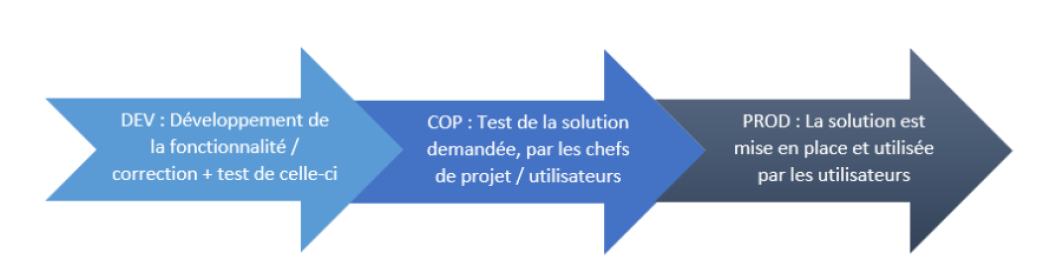 DEV : Développement de
la fonctionnalité /
correction + test de celle-ci
COP : Test de la solution
demandée, par les chefs
de projet / utilisateurs
PROD : La solution est
mise en place et utilisée
par les utilisateurs